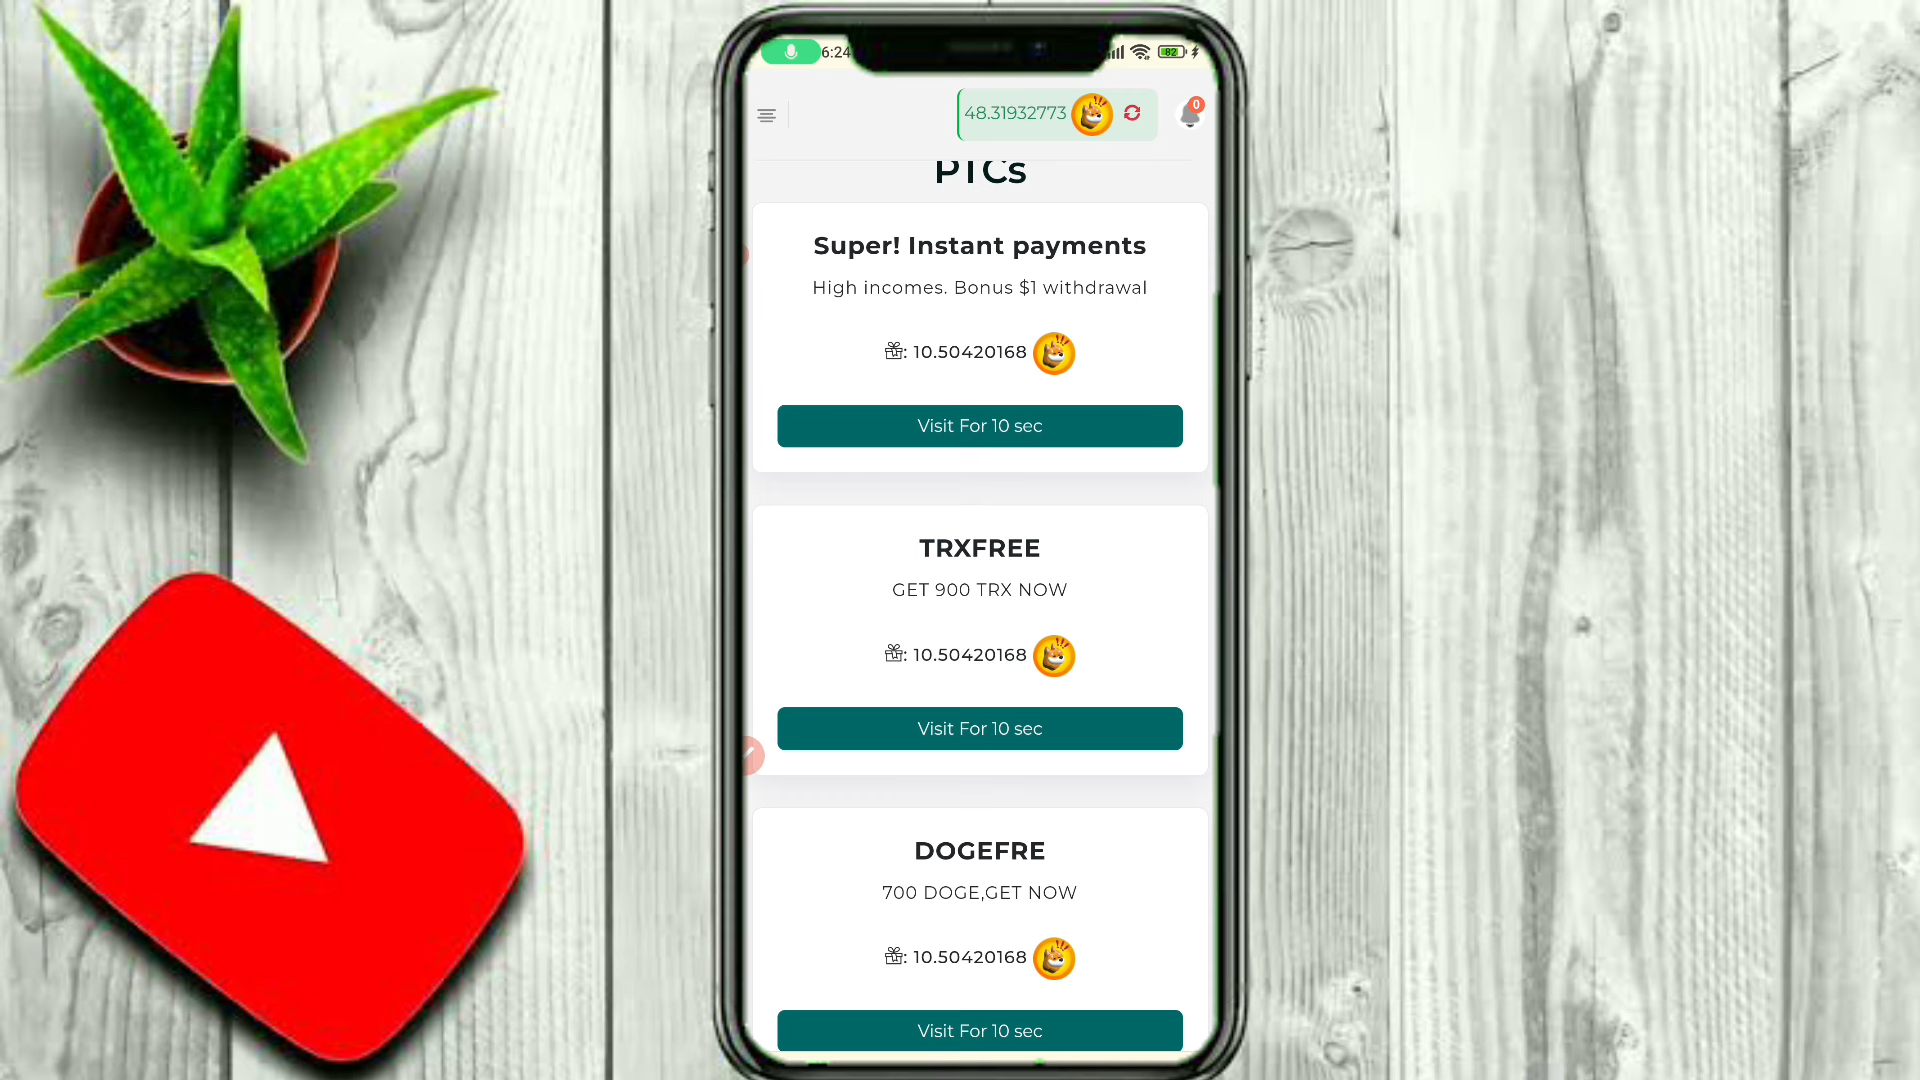 6:24
82
48.31932773
0
PTCs
Super! Instant payments
High incomes. Bonus $1 withdrawal
: 10.50420168
Visit For 10 sec
TRXFREE
GET 900 TRX NOW
: 10.50420168
Visit For 10 sec
DOGEFRE
700 DOGE,GET NOW
: 10.50420168
Visit For 10 sec